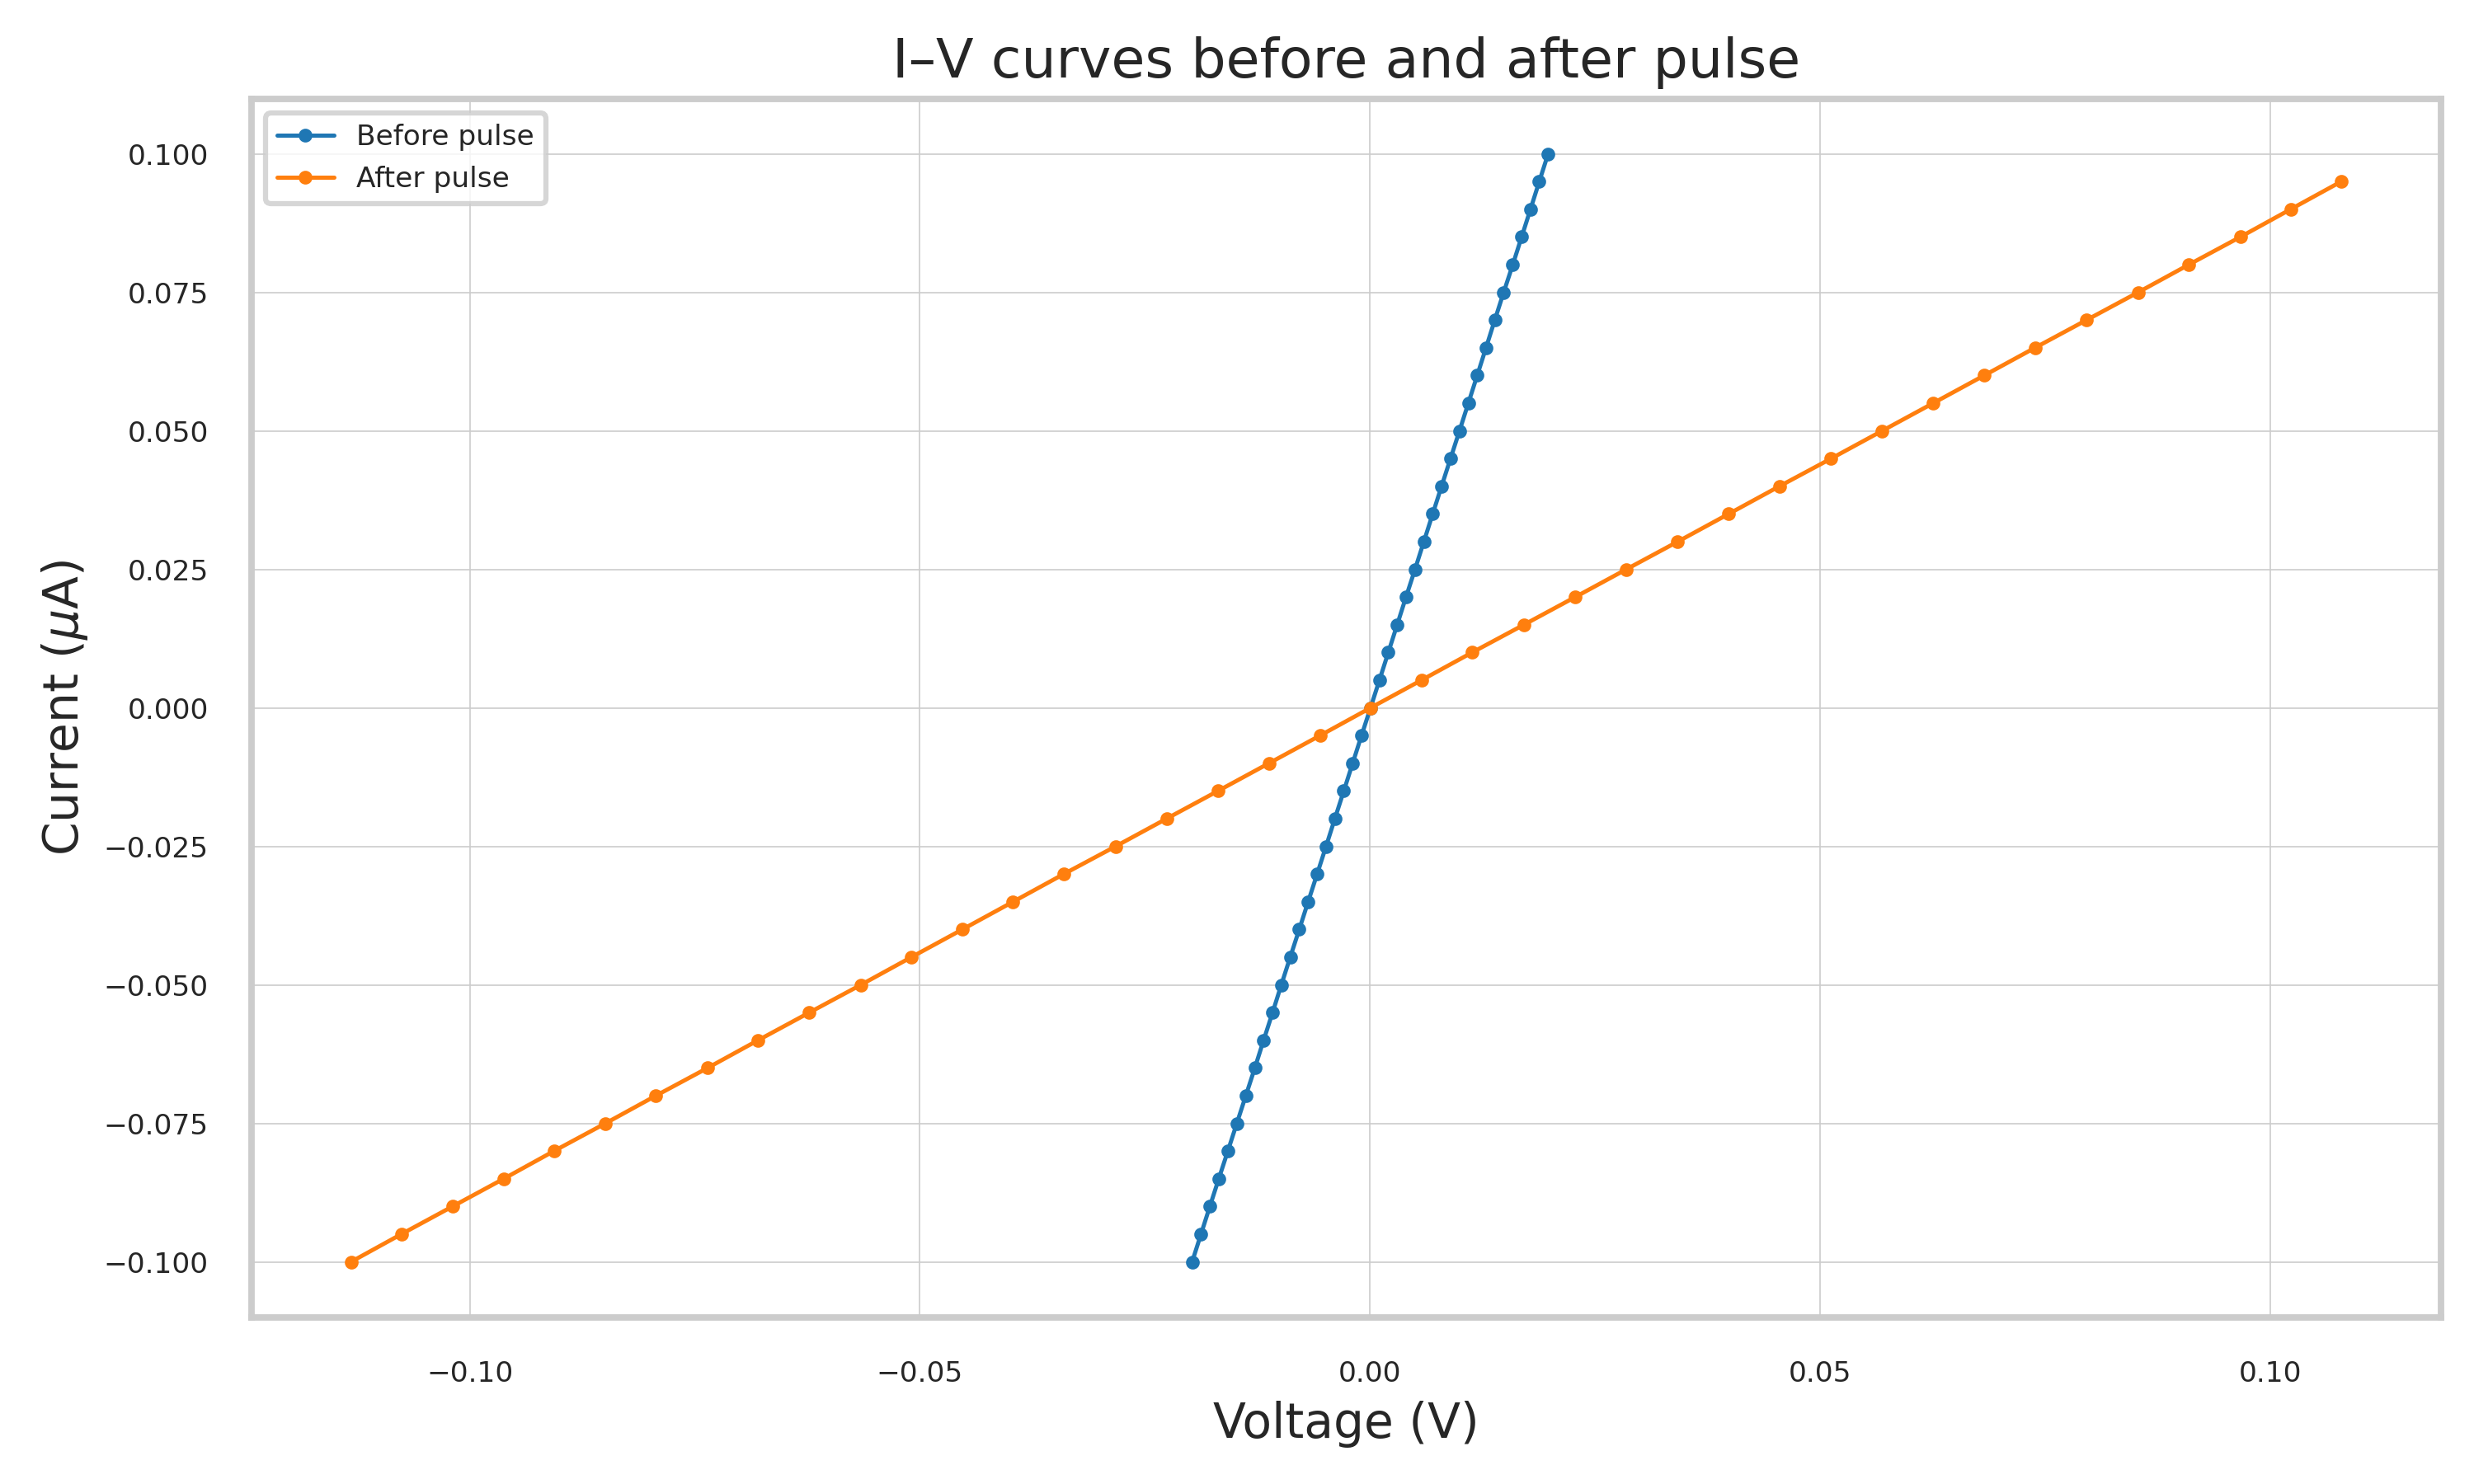 I–V curves before and after pulse
Before pulse
After pulse
0.100
0.075
0.050
0.025
0.000
−0.025
−0.050
−0.075
−0.100
Current (μA)
−0.10
−0.05
0.00
0.05
0.10
Voltage (V)